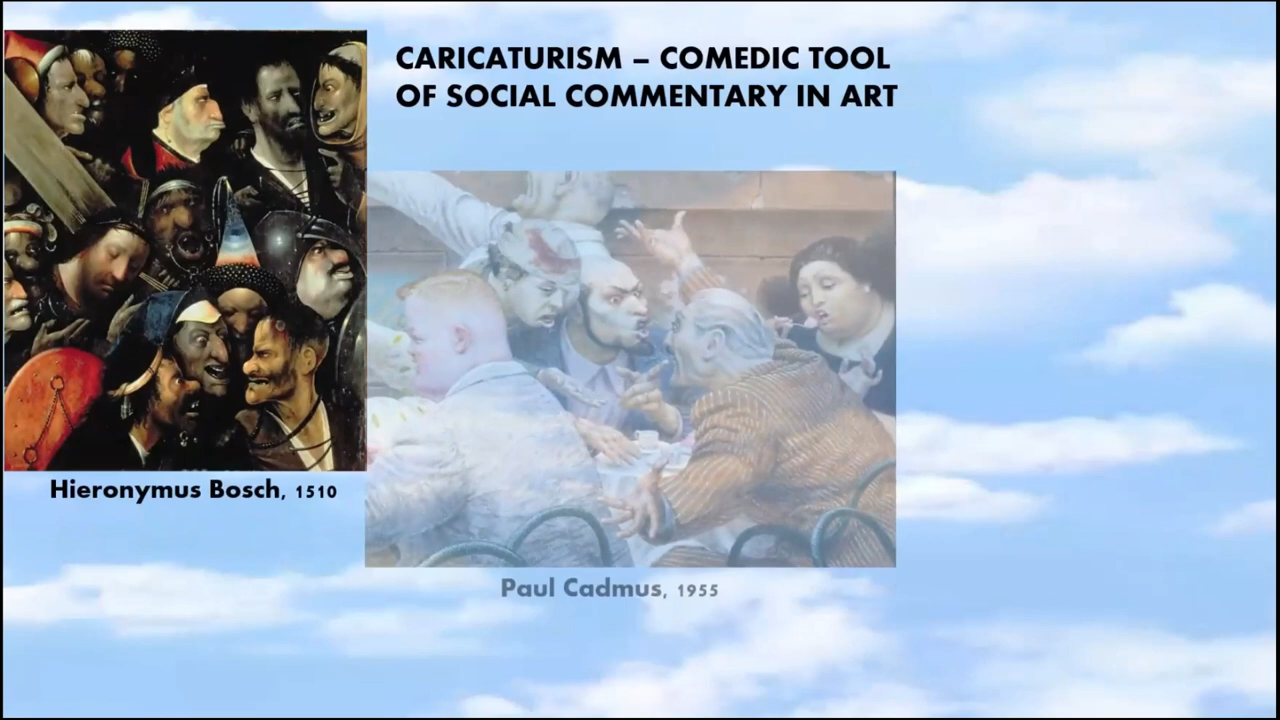 CARICATURISM – COMEDIC TOOL
OF SOCIAL COMMENTARY IN ART
Hieronymus Bosch, 1510
Paul Cadmus, 1955